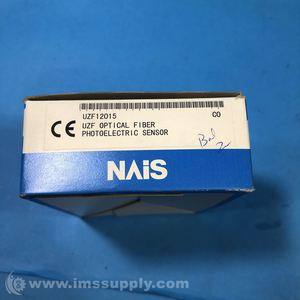 UZF12015 CO
UZF OPTICAL FIBER
PHOTOELECTRIC SENSOR
CE
NAiS
© www.imssupply.com